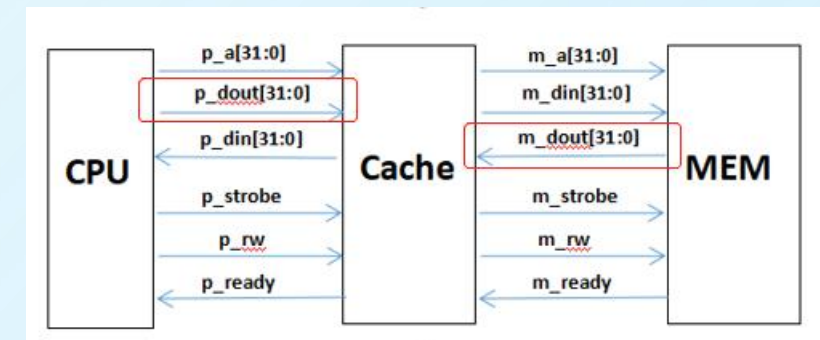 p_a[31:0]
m_a[31:0]
p_dout[31:0]
m_din[31:0]
p_din[31:0]
m_dout[31:0]
CPU
Cache
MEM
p_strobe
m_strobe
p_rw
m_rw
p_ready
m_ready